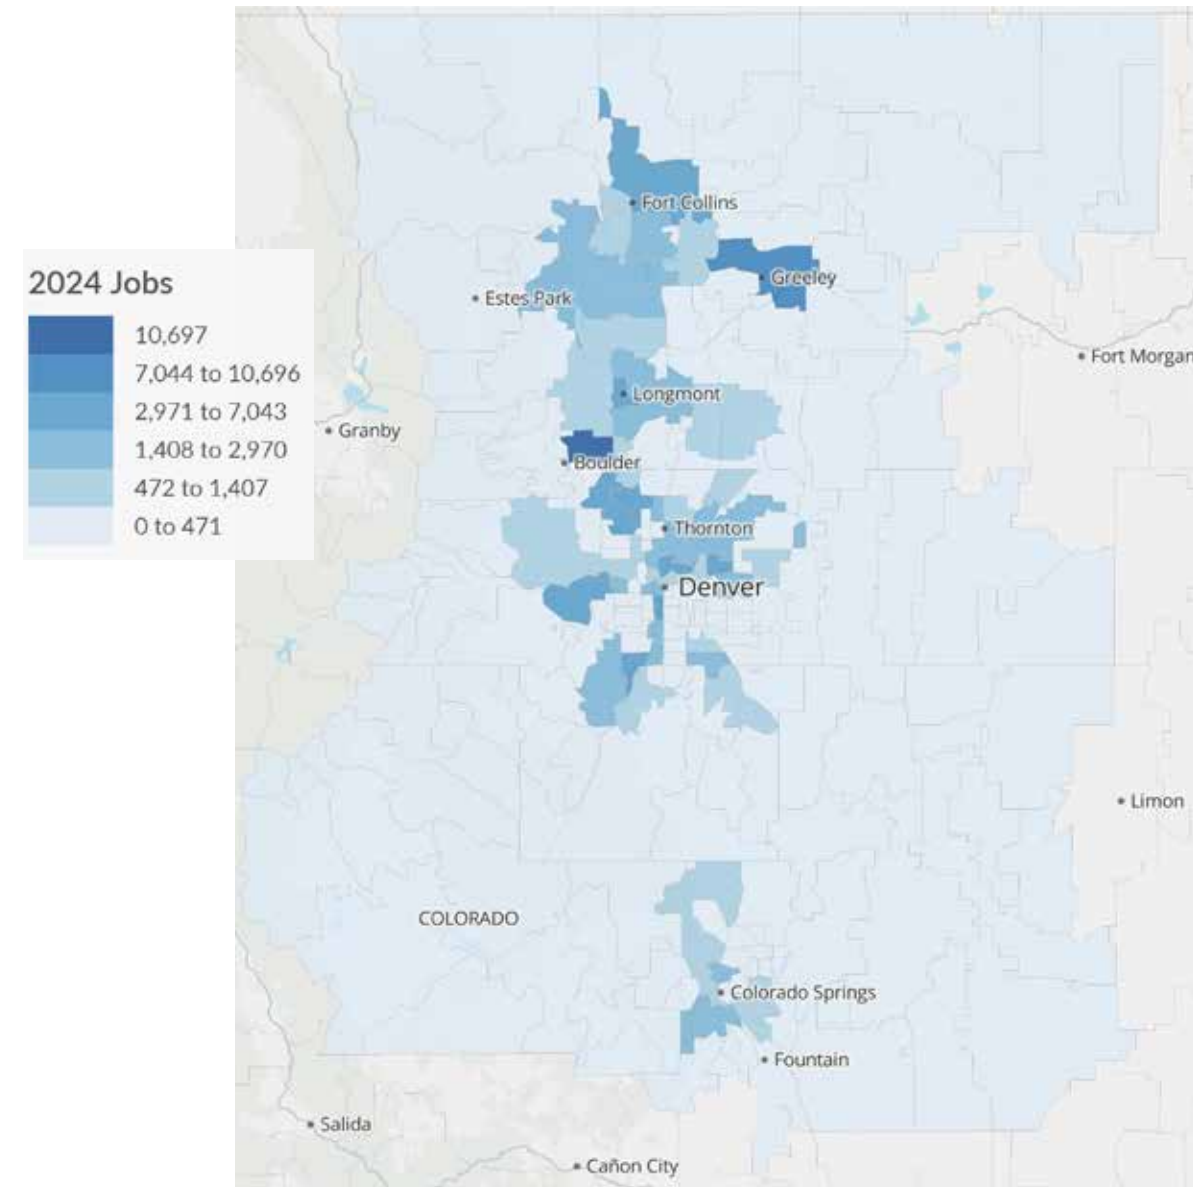 2024 Jobs
10,697
7,044 to 10,696
2,971 to 7,043
1,408 to 2,970
472 to 1,407
0 to 471
Fort Collins
Greeley
Estes Park
Fort Morgan
Longmont
Granby
Boulder
Thornton
Denver
Limon
COLORADO
Colorado Springs
Fountain
Salida
Cañon City